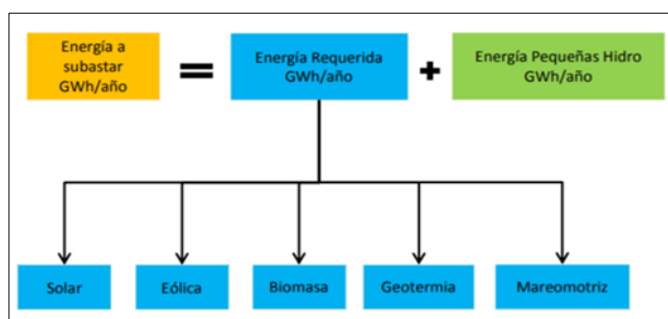 Energía a
subastar
GWh/año
=
Energía Requerida
GWh/año
+
Energía Pequeñas Hidro
GWh/año
Solar
Eólica
Biomasa
Geotermia
Mareomotriz